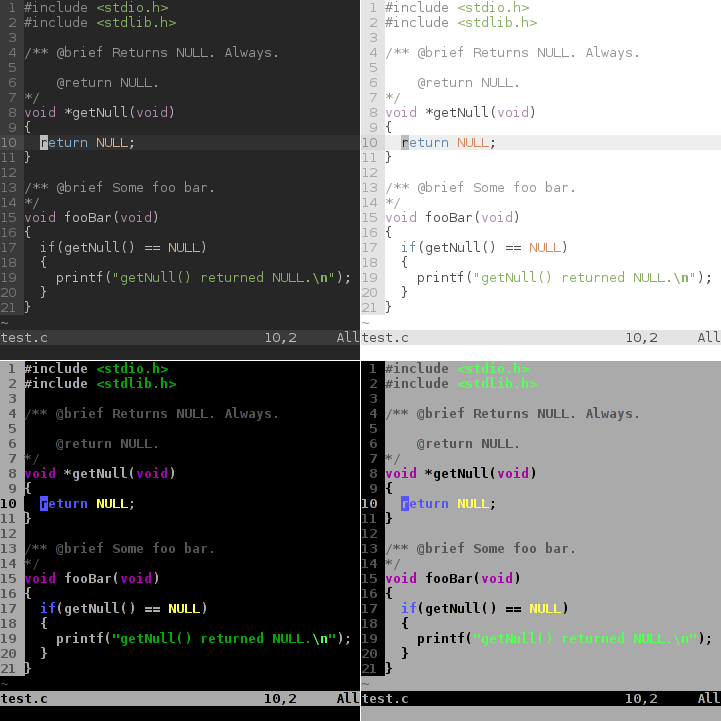 1 #include <stdio.h>
2 #include <stdlib.h>
3
4 /** @brief Returns NULL. Always.
5
6     @return NULL.
7 */
8 void *getNull(void)
9 {
10   return NULL;
11 }
12
13 /** @brief Some foo bar.
14 */
15 void fooBar(void)
16 {
17   if(getNull() == NULL)
18   {
19     printf("getNull() returned NULL.\n");
20   }
21 }
~
test.c 10,2 All
1 #include <stdio.h>
2 #include <stdlib.h>
3
4 /** @brief Returns NULL. Always.
5
6     @return NULL.
7 */
8 void *getNull(void)
9 {
10   return NULL;
11 }
12
13 /** @brief Some foo bar.
14 */
15 void fooBar(void)
16 {
17   if(getNull() == NULL)
18   {
19     printf("getNull() returned NULL.\n");
20   }
21 }
~
test.c 10,2 All
1 #include <stdio.h>
2 #include <stdlib.h>
3
4 /** @brief Returns NULL. Always.
5
6     @return NULL.
7 */
8 void *getNull(void)
9 {
10   return NULL;
11 }
12
13 /** @brief Some foo bar.
14 */
15 void fooBar(void)
16 {
17   if(getNull() == NULL)
18   {
19     printf("getNull() returned NULL.\n");
20   }
21 }
~
test.c 10,2 All
1 #include <stdio.h>
2 #include <stdlib.h>
3
4 /** @brief Returns NULL. Always.
5
6     @return NULL.
7 */
8 void *getNull(void)
9 {
10   return NULL;
11 }
12
13 /** @brief Some foo bar.
14 */
15 void fooBar(void)
16 {
17   if(getNull() == NULL)
18   {
19     printf("getNull() returned NULL.\n");
20   }
21 }
~
test.c 10,2 All